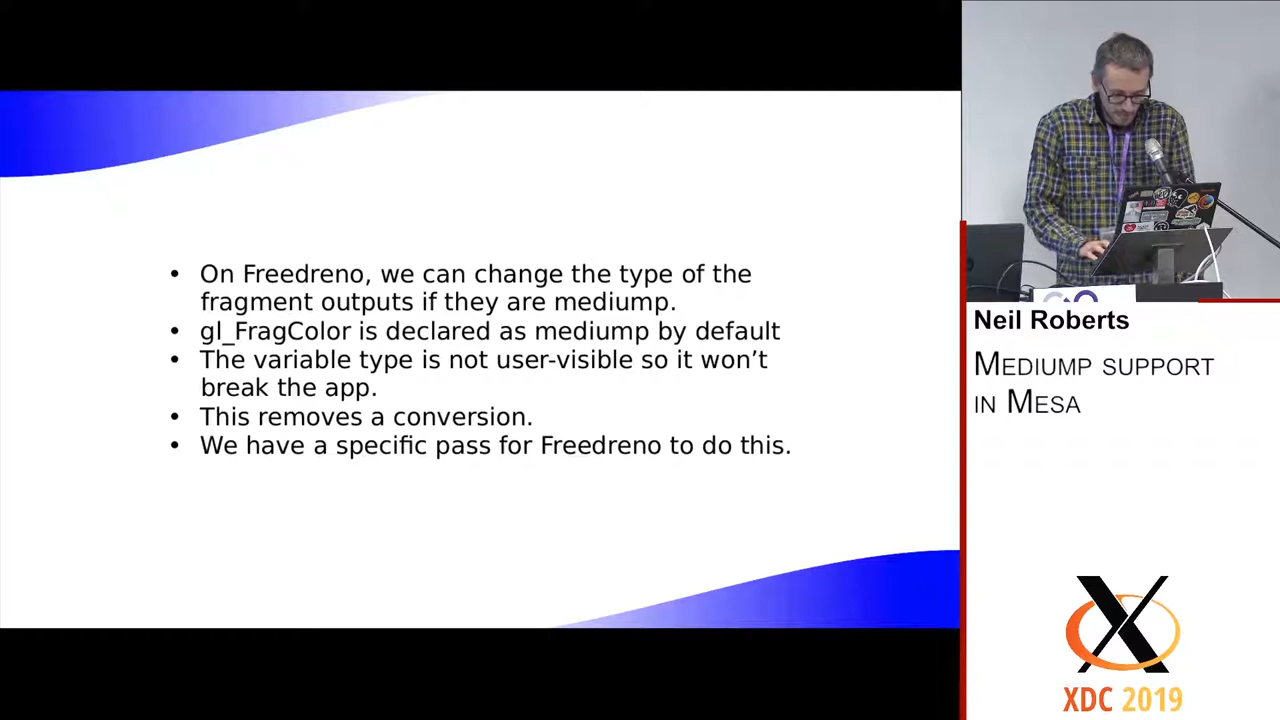 • On Freedreno, we can change the type of the
fragment outputs if they are mediump.
• gl_FragColor is declared as mediump by default
• The variable type is not user-visible so it won’t
break the app.
• This removes a conversion.
• We have a specific pass for Freedreno to do this.
Neil Roberts
Mediump support
in Mesa
XDC 2019